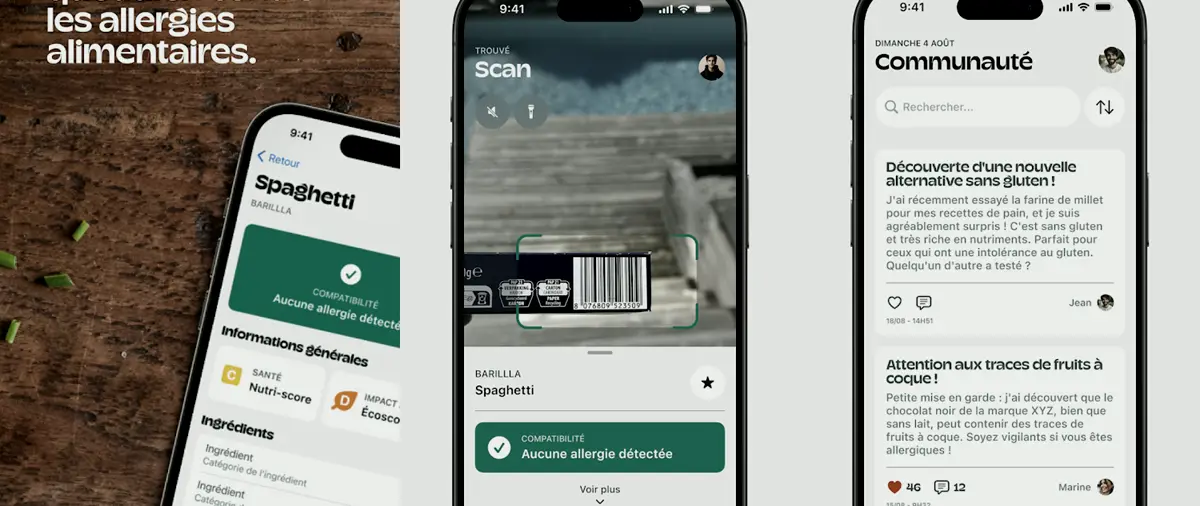 les allergies
alimentaires.
9:41
Retour
Spaghetti
BARILLLA
COMPATIBILITÉ
Aucune allergie détectée
Informations générales
C
SANTÉ
Nutri-score
D
IMPACT
Écosco
Ingrédients
Ingrédient
Catégorie de l'ingrédient
Ingrédient
9:41
TROUVÉ
Scan
8 076809 523509
BARILLLA
Spaghetti
COMPATIBILITÉ
Aucune allergie détectée
Voir plus
9:41
DIMANCHE 4 AOÛT
Communauté
Rechercher...
Découverte d'une nouvelle
alternative sans gluten !
J'ai récemment essayé la farine de millet
pour mes recettes de pain, et je suis
agréablement surpris ! C'est sans gluten
et très riche en nutriments. Parfait pour
ceux qui ont une intolérance au gluten.
Quelqu'un d'autre a testé ?
Jean
16/08 - 14H51
Attention aux traces de fruits à
coque !
Petite mise en garde : j'ai découvert que le
chocolat noir de la marque XYZ, bien que
sans lait, peut contenir des traces de
fruits à coque. Soyez vigilants si vous êtes
allergiques !
46
12
Marine